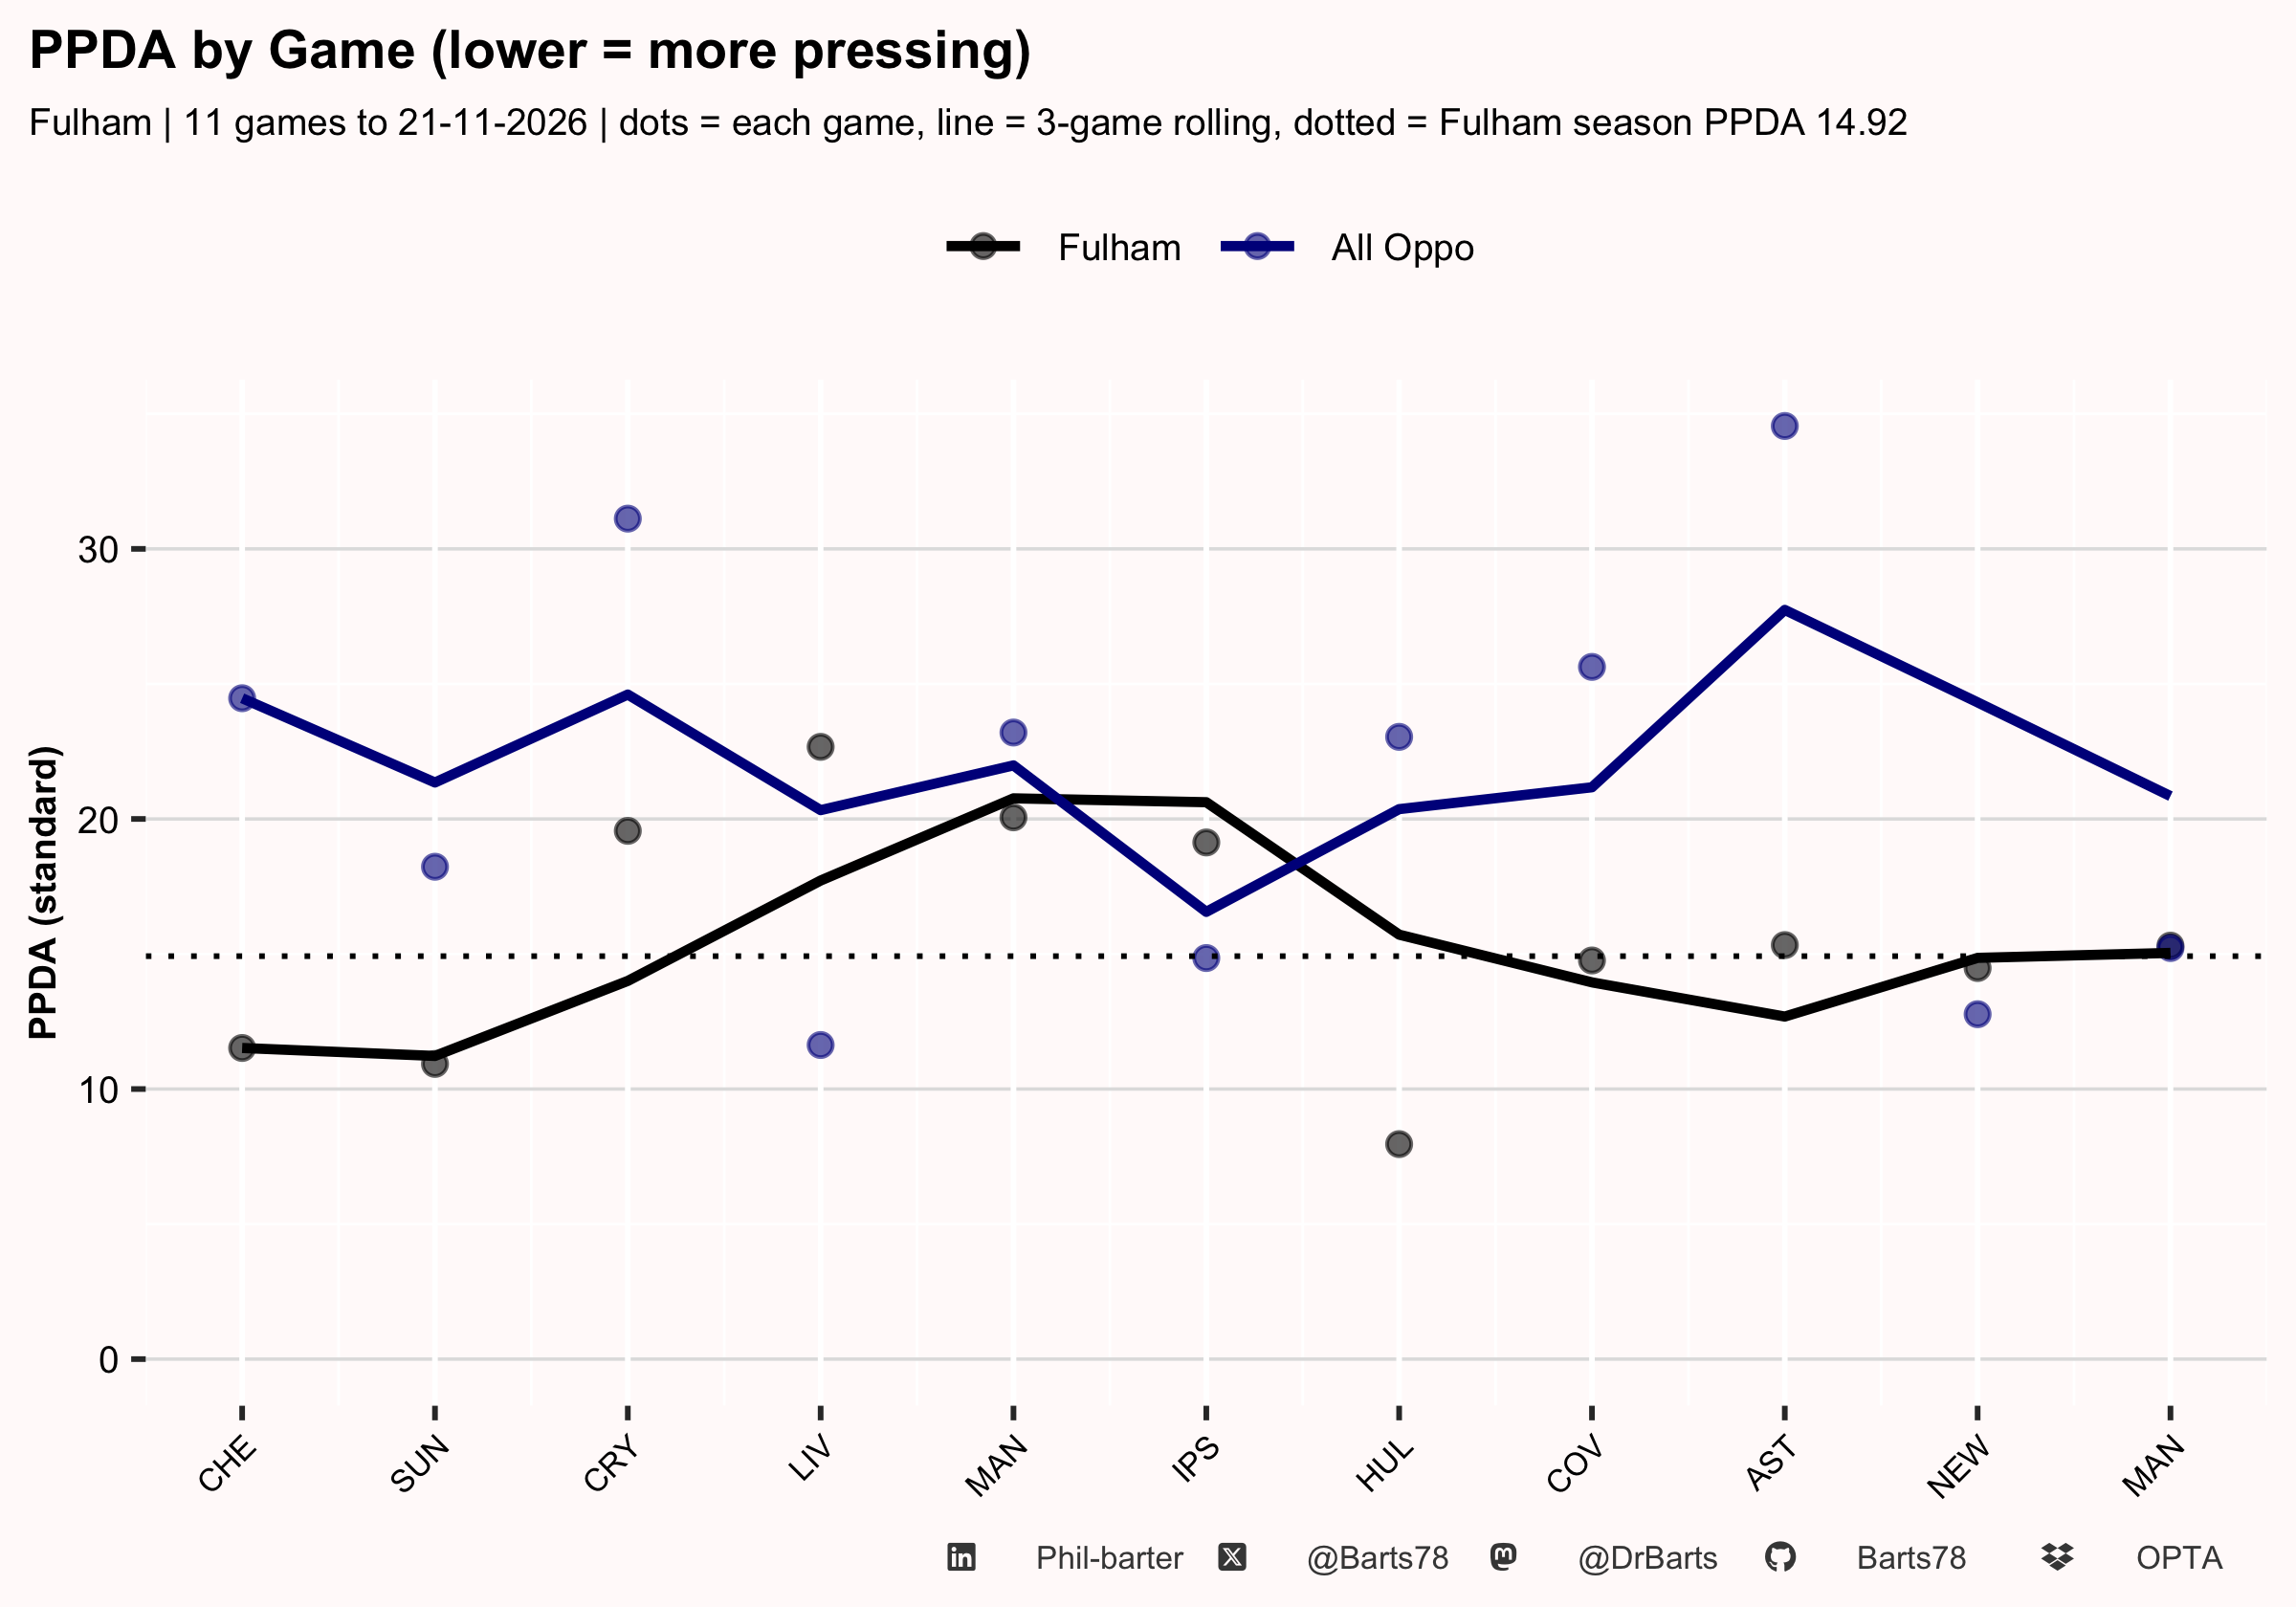 PPDA by Game (lower = more pressing)
Fulham | 11 games to 21-11-2026 | dots = each game, line = 3-game rolling, dotted = Fulham season PPDA 14.92
Fulham All Oppo
PPDA (standard)
30
20
10
0
CHE SUN CRY LIV MAN IPS HUL COV AST NEW MAN
Phil-barter @Barts78 @DrBarts Barts78 OPTA